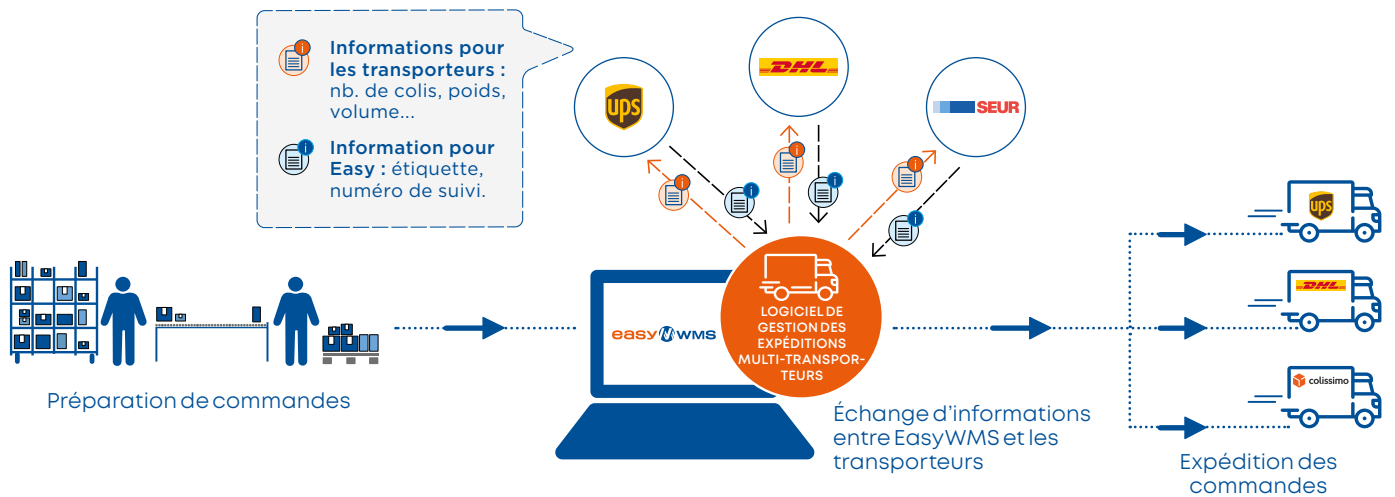 Informations pour
les transporteurs :
nb. de colis, poids,
volume...
Information pour
Easy : étiquette,
numéro de suivi.
i
i
ups
DHL
SEUR
i
i
i
i
i
i
easy WMS
LOGICIEL DE
GESTION DES
EXPÉDITIONS
MULTI-TRANSPOR-
TEURS
ups
DHL
colissimo
Préparation de commandes
Échange d'informations
entre EasyWMS et les
transporteurs
Expédition des
commandes